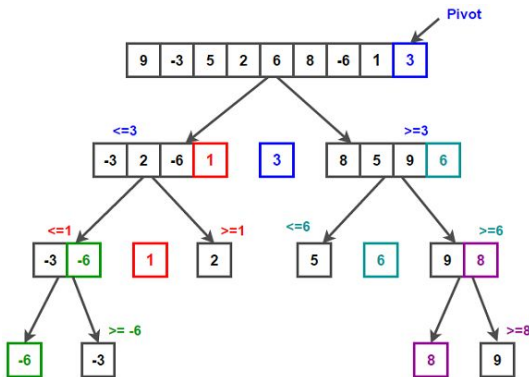 Pivot
9 -3 5 2 6 8 -6 1 3
<=3 >=3
-3 2 -6 1 3 8 5 9 6
<=1 >=1 <=6 >=6
-3 -6 1 2 5 6 9 8
>= -6 >=8
-6 -3 8 9